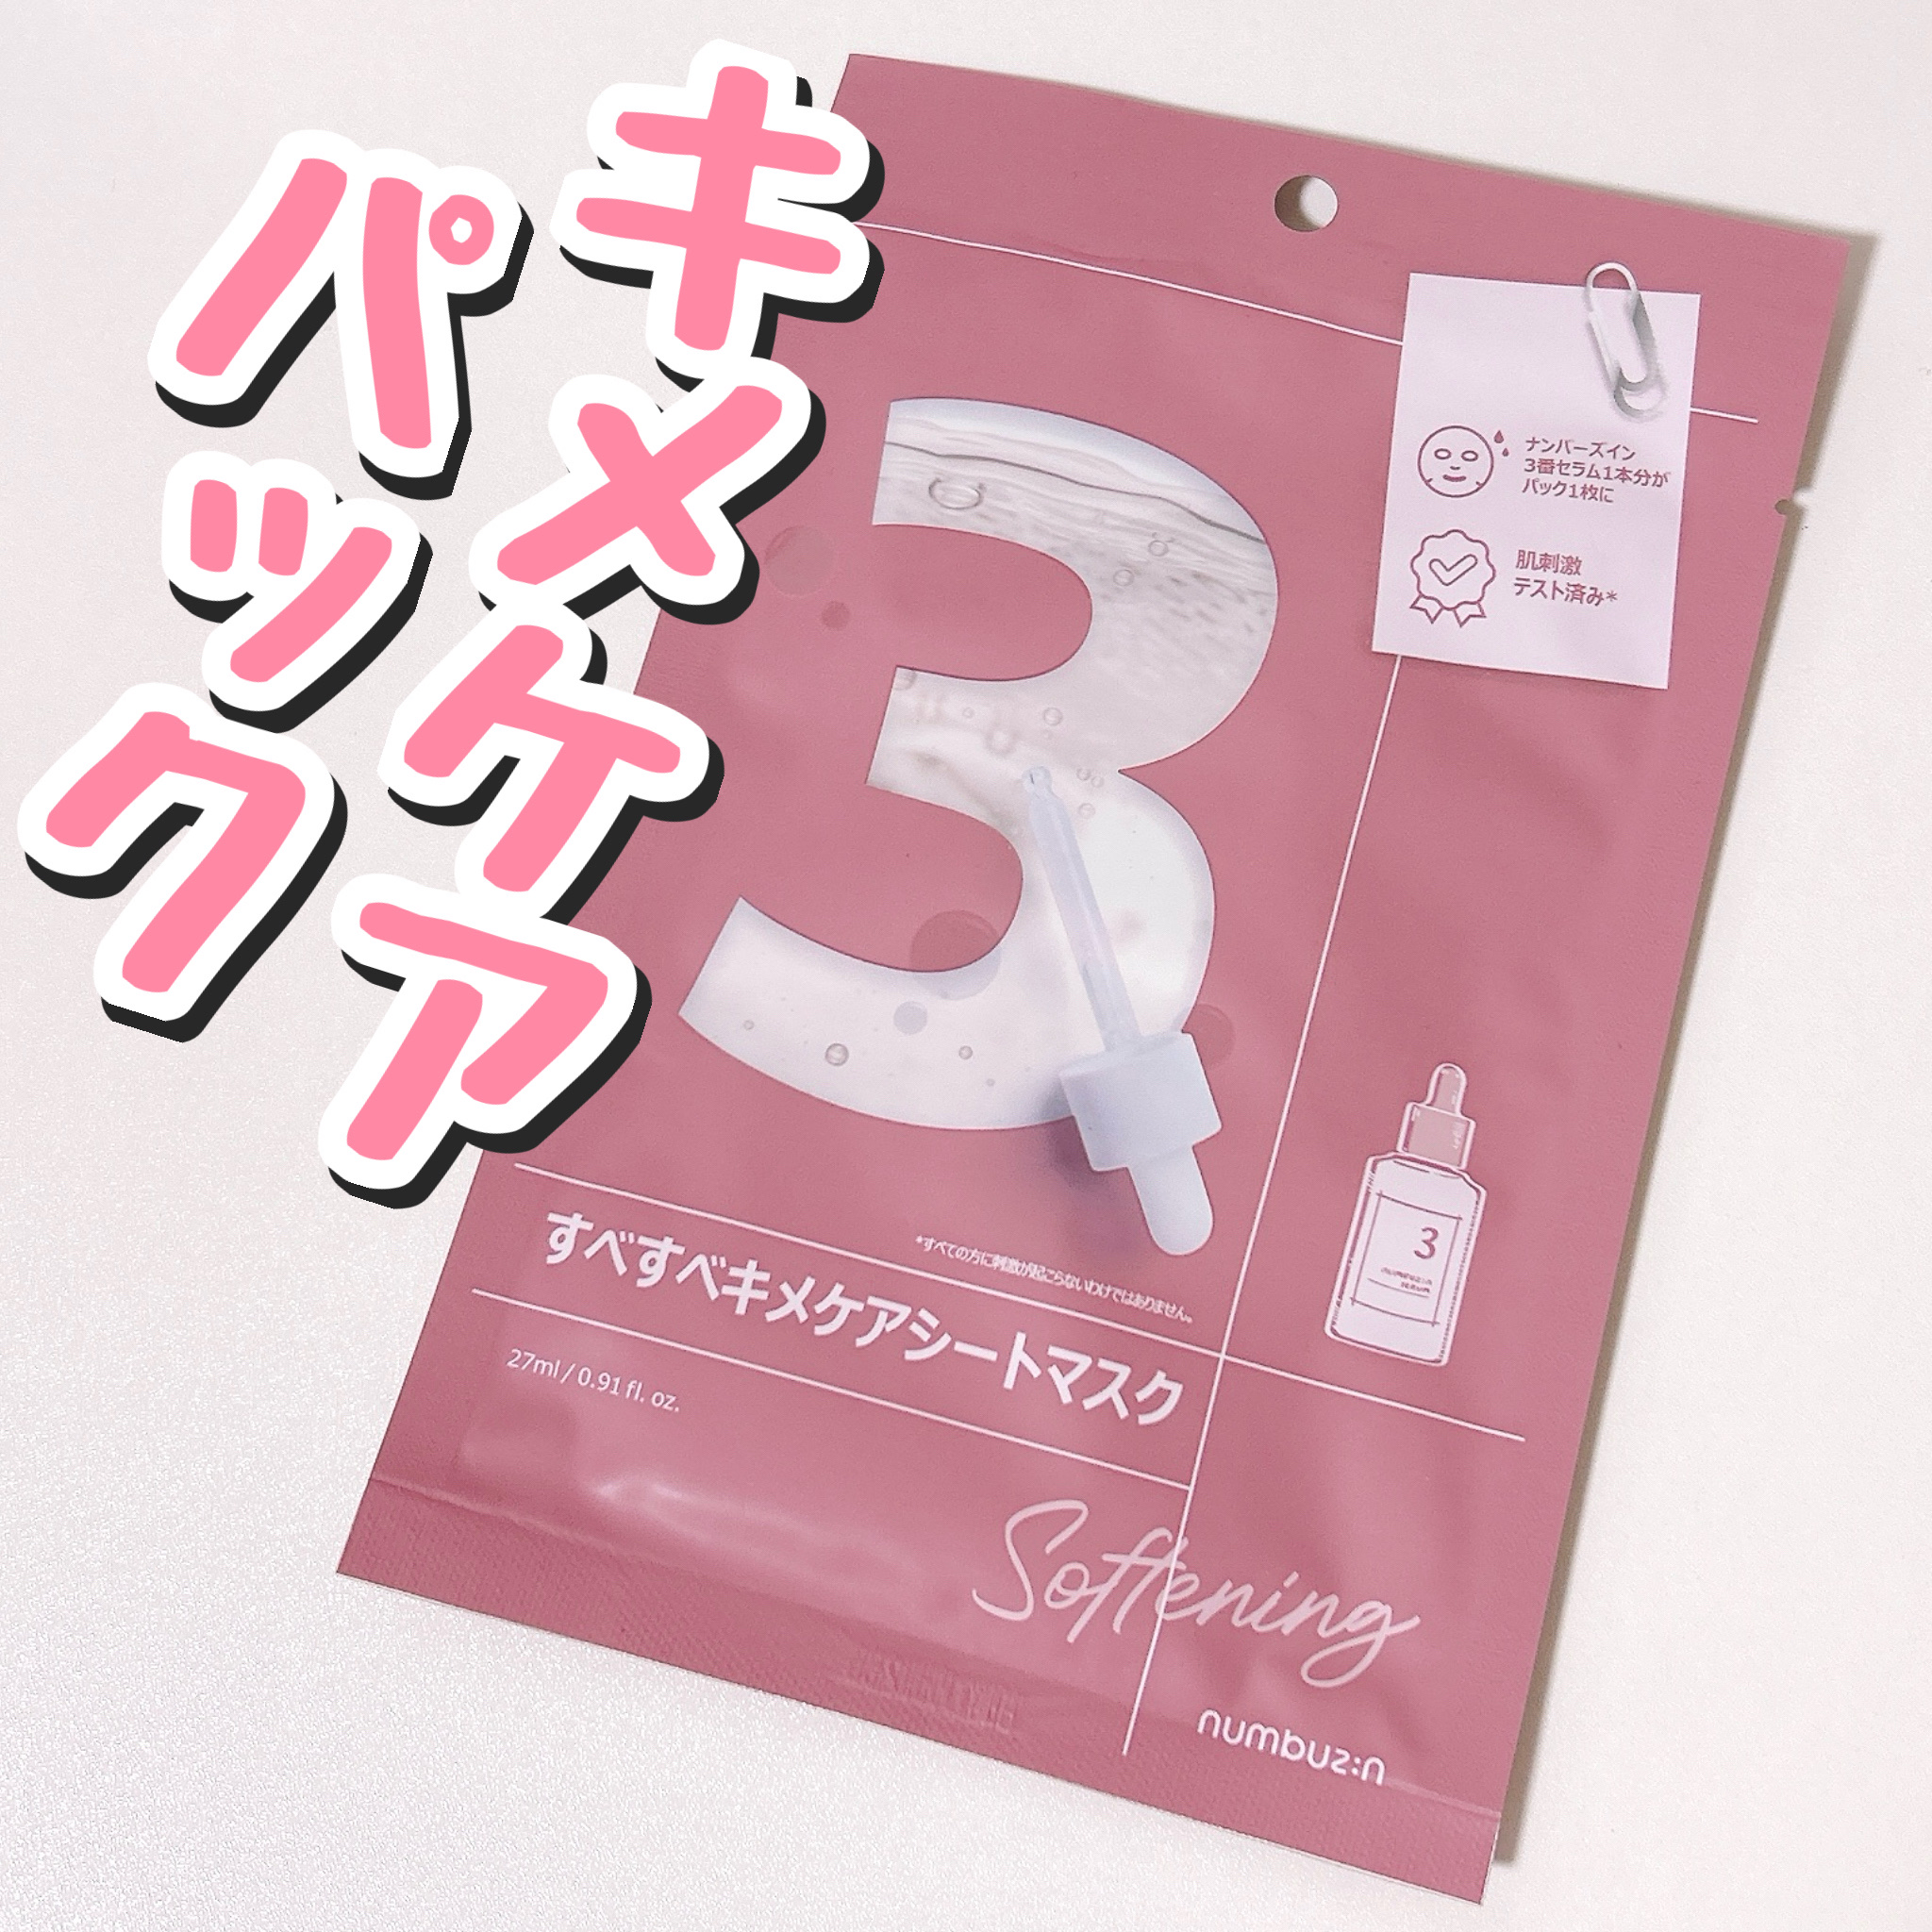 キメケア
パック
ナンバーズイン
3番セラム1本分が
パック1枚に
肌刺激
テスト済み*
3
3
numbuz:n
*すべての方に刺激が起こらないわけではありません。
すべすべキメケアシートマスク
27ml / 0.91 fl. oz.
Softening
numbuz:n